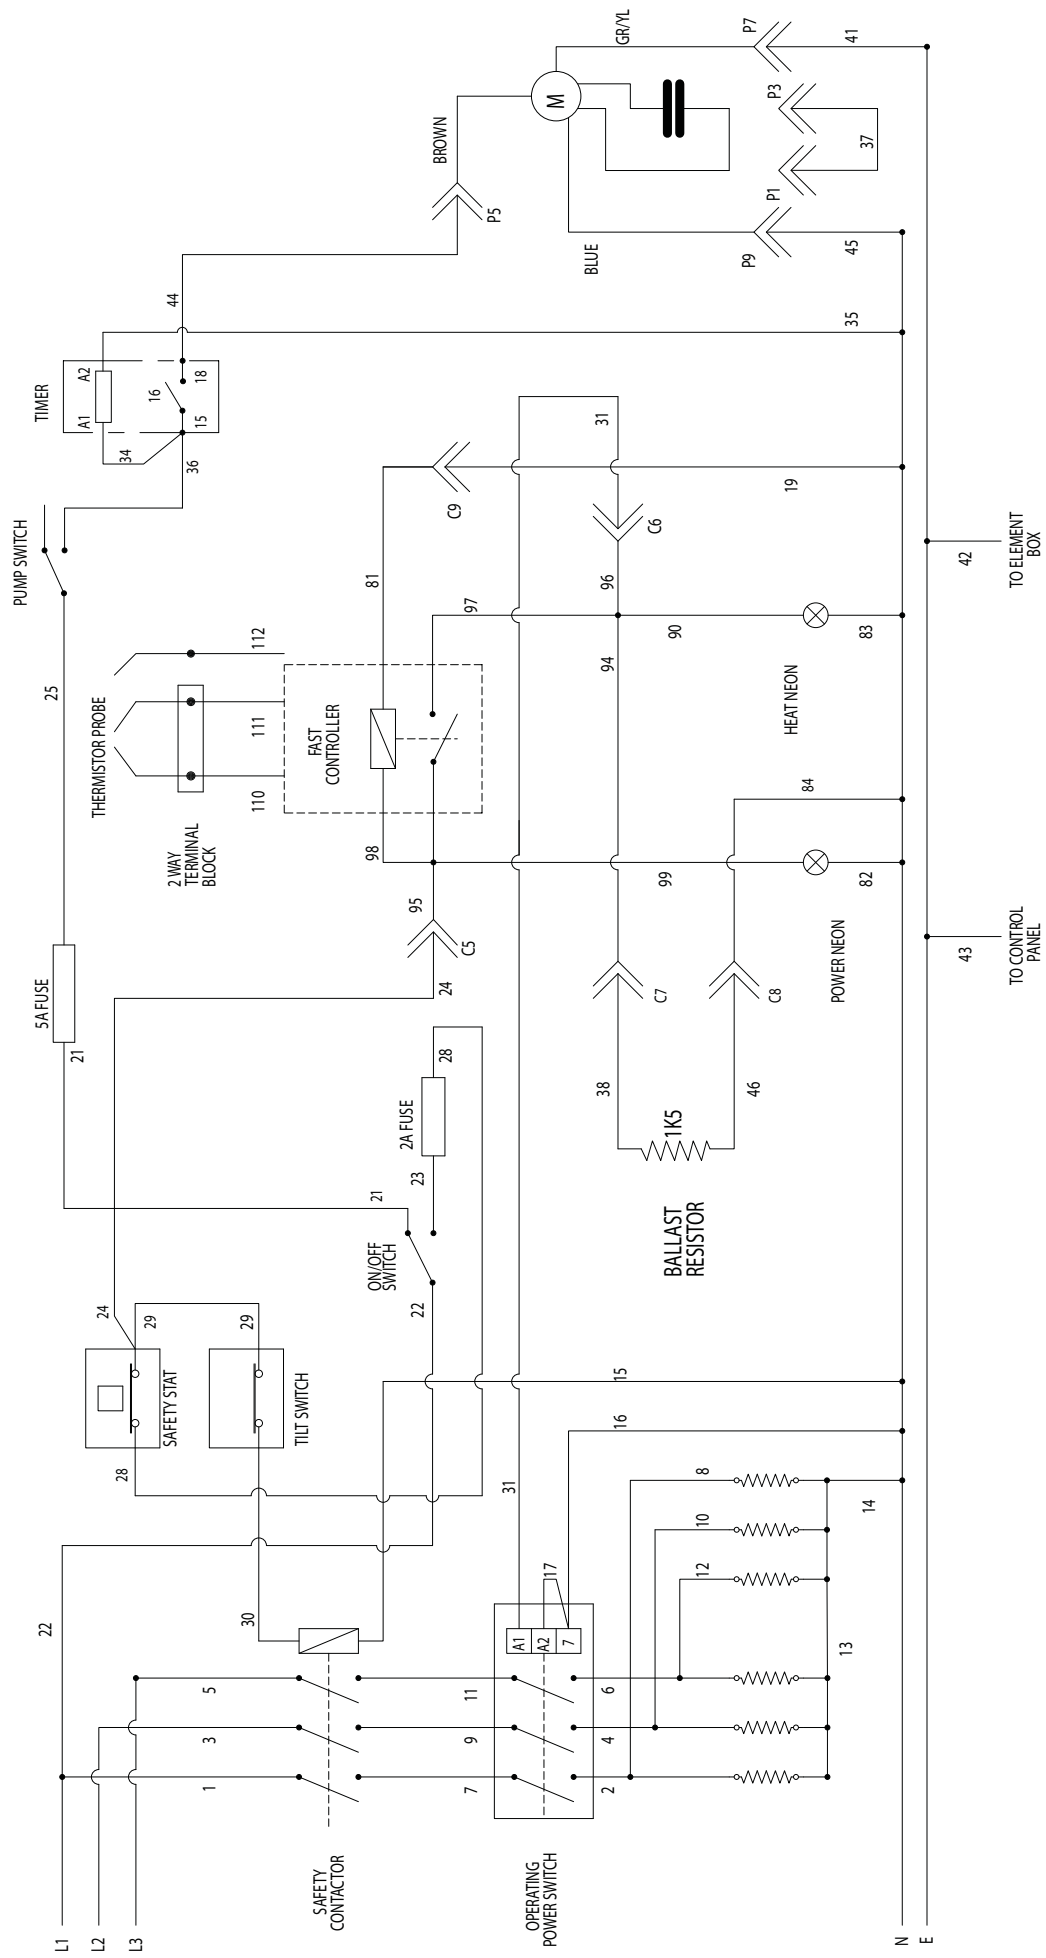 L1
L2
L3
N
E
SAFETY
CONTACTOR
OPERATING
POWER SWITCH
22
1
3
5
7
9
11
2
4
6
30
A1
A2
7
17
31
16
15
8
10
12
13
14
28
SAFETY STAT
29
24
TILT SWITCH
29
ON/OFF
SWITCH
22
21
23
2A FUSE
28
BALLAST
RESISTOR
1K5
38
46
C7
C8
21
5A FUSE
25
24
C5
95
98
99
POWER NEON
82
84
43
TO CONTROL
PANEL
2 WAY
TERMINAL
BLOCK
THERMISTOR PROBE
110
111
112
FAST
CONTROLLER
81
97
94
96
90
HEAT NEON
83
C6
C9
31
19
42
TO ELEMENT
BOX
PUMP SWITCH
36
34
TIMER
A1
A2
15
16
18
44
35
BROWN
P5
M
GR/YL
BLUE
P7
P3
P1
P9
37
41
45